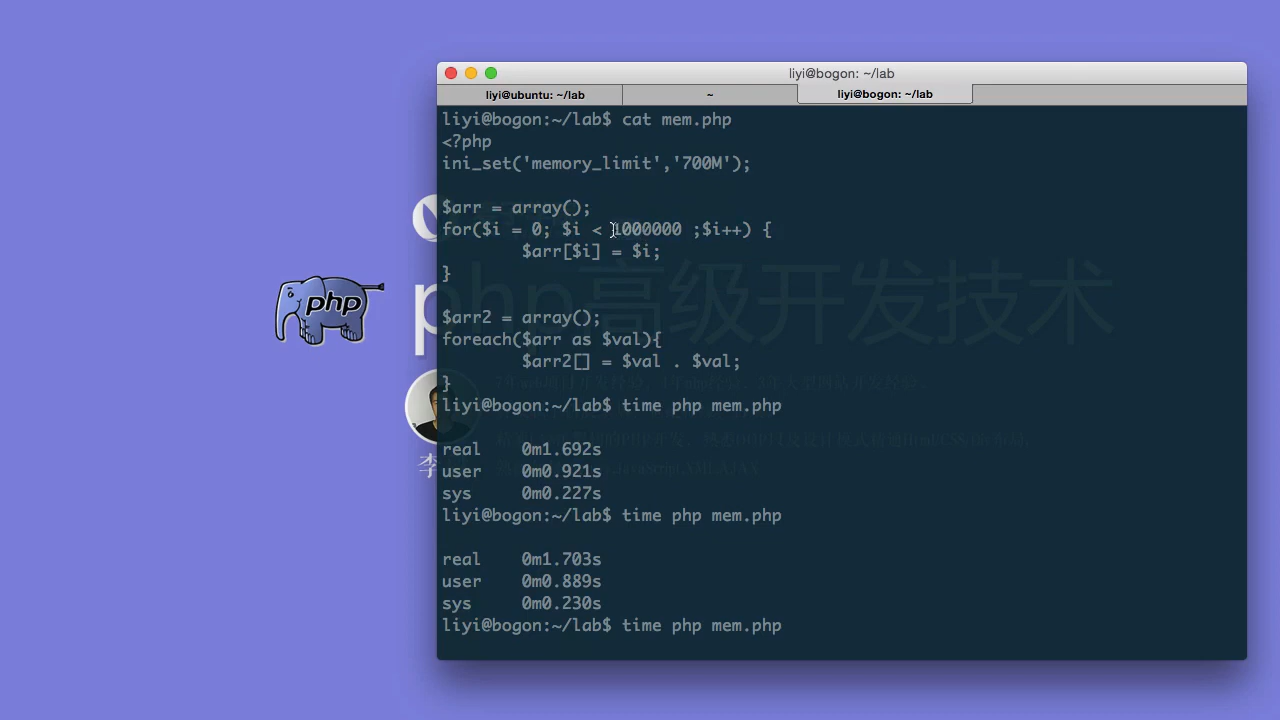 liyi@bogon: ~/lab
liyi@ubuntu: ~/lab
~
liyi@bogon: ~/lab
liyi@bogon:~/lab$ cat mem.php
<?php
ini_set('memory_limit','700M');
$arr = array();
for($i = 0; $i < 1000000 ;$i++) {
$arr[$i] = $i;
}
$arr2 = array();
foreach($arr as $val){
$arr2[] = $val . $val;
}
liyi@bogon:~/lab$ time php mem.php
real 0m1.692s
user 0m0.921s
sys 0m0.227s
liyi@bogon:~/lab$ time php mem.php
real 0m1.703s
user 0m0.889s
sys 0m0.230s
liyi@bogon:~/lab$ time php mem.php
php
php高级开发技术
李